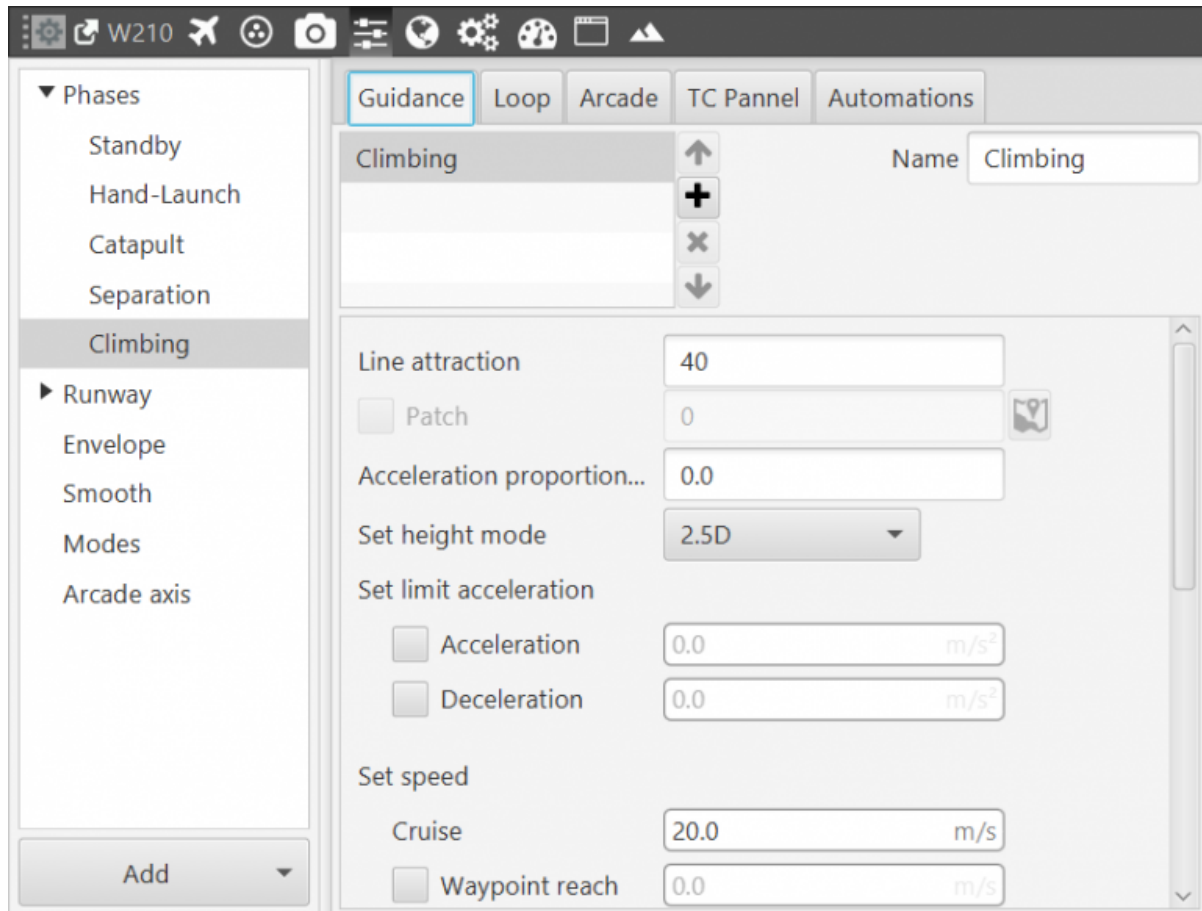 W210
Phases
Standby
Hand-Launch
Catapult
Separation
Climbing
Runway
Envelope
Smooth
Modes
Arcade axis
Add
Guidance Loop Arcade TC Pannel Automations
Climbing
Name Climbing
Line attraction 40
Patch 0
Acceleration proportion... 0.0
Set height mode 2.5D
Set limit acceleration
Acceleration 0.0 m/s²
Deceleration 0.0 m/s²
Set speed
Cruise 20.0 m/s
Waypoint reach 0.0 m/s